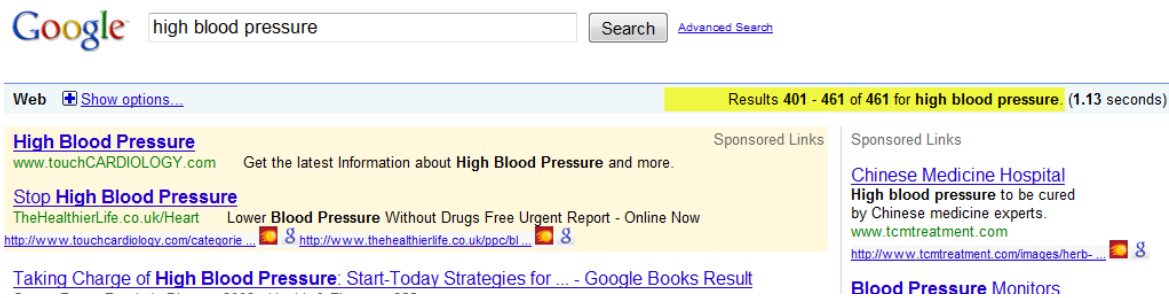 Google high blood pressure Search Advanced Search
Web Show options... Results 401 - 461 of 461 for high blood pressure. (1.13 seconds)
High Blood Pressure Sponsored Links
www.touchCARDIOLOGY.com Get the latest Information about High Blood Pressure and more.
Stop High Blood Pressure
TheHealthierLife.co.uk/Heart Lower Blood Pressure Without Drugs Free Urgent Report - Online Now
http://www.touchcardiology.com/categorie ... 8 http://www.thehealthierlife.co.uk/ppc/bl ... 8
Taking Charge of High Blood Pressure: Start-Today Strategies for ... - Google Books Result
Sponsored Links
Chinese Medicine Hospital
High blood pressure to be cured
by Chinese medicine experts.
www.tcmtreatment.com
http://www.tcmtreatment.com/images/herb- ... 8
Blood Pressure Monitors